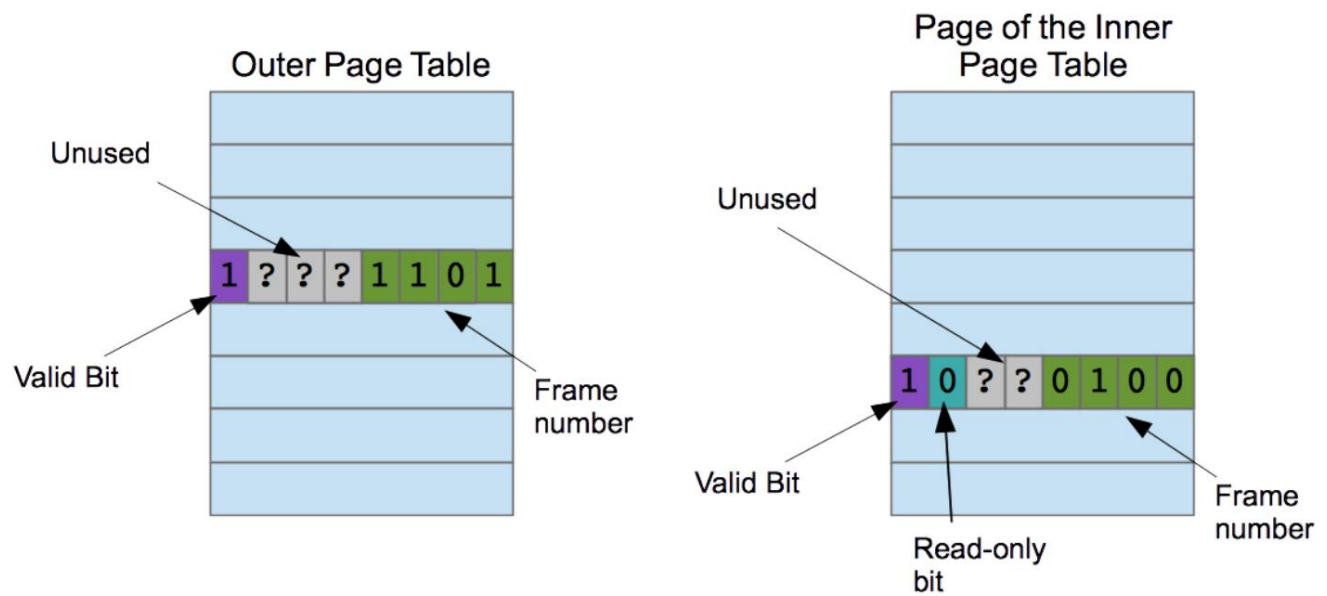 Outer Page Table
Unused
1 ? ? ? 1 1 0 1
Valid Bit
Frame
number
Page of the Inner
Page Table
Unused
1 0 ? ? 0 1 0 0
Valid Bit
Read-only
bit
Frame
number